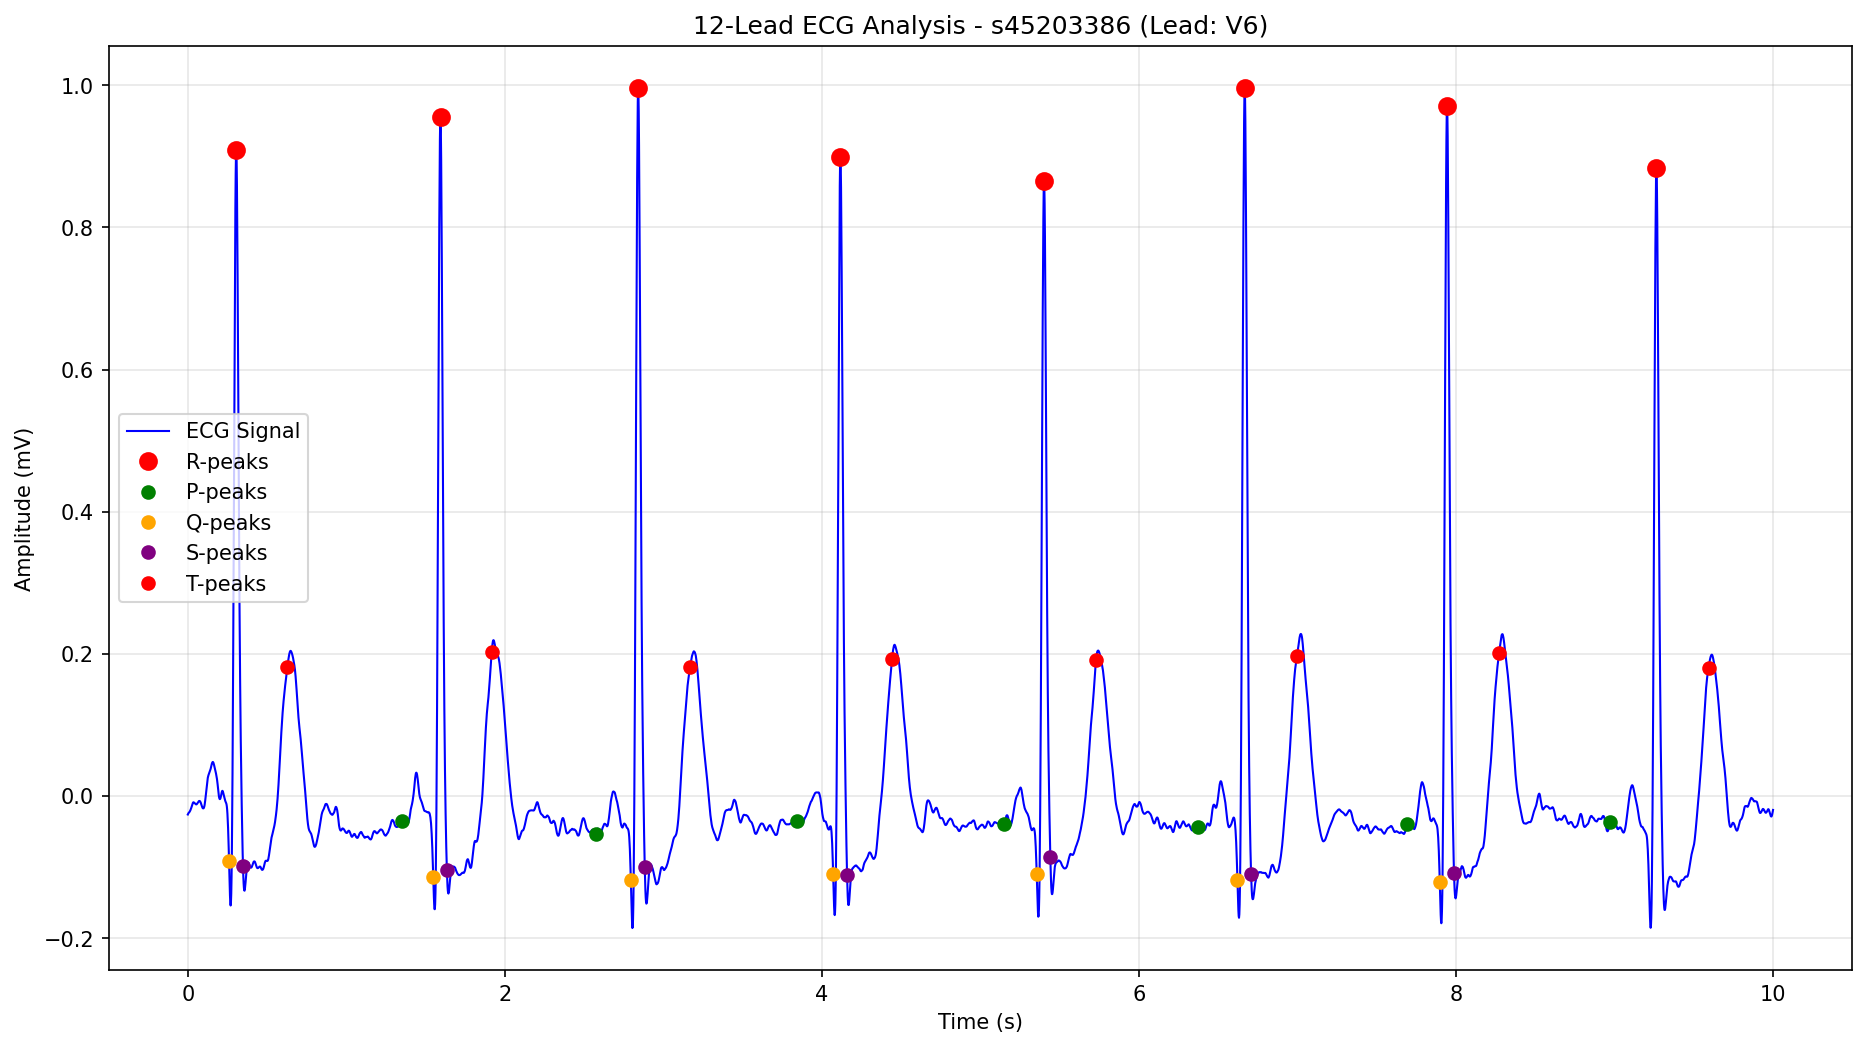 12-Lead ECG Analysis - s45203386 (Lead: V6)
Amplitude (mV)
1.0
0.8
0.6
0.4
0.2
0.0
−0.2
ECG Signal
R-peaks
P-peaks
Q-peaks
S-peaks
T-peaks
0 2 4 6 8 10
Time (s)